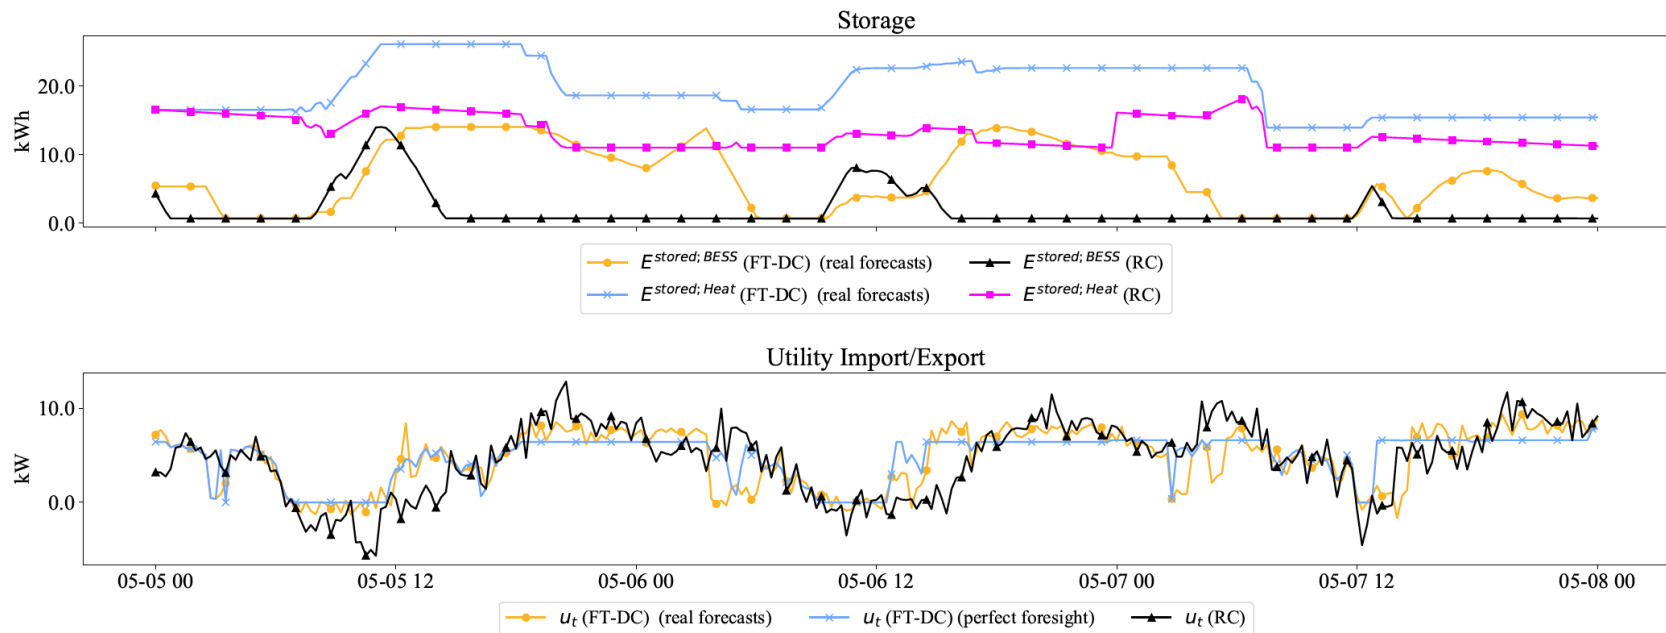 Storage
kWh
20.0
10.0
0.0
E^stored;BESS (FT-DC) (real forecasts)
E^stored;BESS (RC)
E^stored;Heat (FT-DC) (real forecasts)
E^stored;Heat (RC)
Utility Import/Export
kW
10.0
0.0
05-05 00 05-05 12 05-06 00 05-06 12 05-07 00 05-07 12 05-08 00
u_t (FT-DC) (real forecasts) u_t (FT-DC) (perfect foresight) u_t (RC)